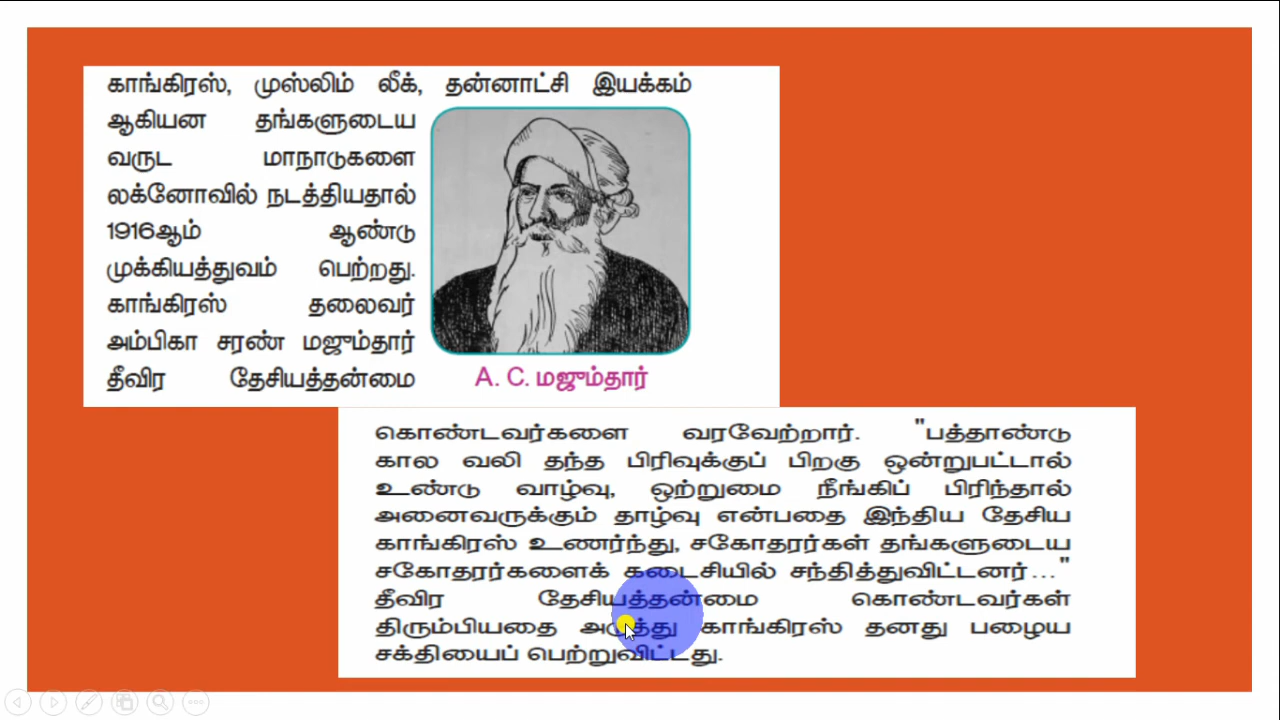 காங்கிரஸ், முஸ்லிம் லீக், தன்னாட்சி இயக்கம்
ஆகியன தங்களுடைய
வருட மாநாடுகளை
லக்னோவில் நடத்தியதால்
1916ஆம் ஆண்டு
முக்கியத்துவம் பெற்றது.
காங்கிரஸ் தலைவர்
அம்பிகா சரண் மஜும்தார்
தீவிர தேசியத்தன்மை
A. C. மஜும்தார்
கொண்டவர்களை வரவேற்றார். "பத்தாண்டு
கால வலி தந்த பிரிவுக்குப் பிறகு ஒன்றுபட்டால்
உண்டு வாழ்வு, ஒற்றுமை நீங்கிப் பிரிந்தால்
அனைவருக்கும் தாழ்வு என்பதை இந்திய தேசிய
காங்கிரஸ் உணர்ந்து, சகோதரர்கள் தங்களுடைய
சகோதரர்களைக் கடைசியில் சந்தித்துவிட்டனர்..."
தீவிர தேசியத்தன்மை கொண்டவர்கள்
திரும்பியதை அடுத்து காங்கிரஸ் தனது பழைய
சக்தியைப் பெற்றுவிட்டது.